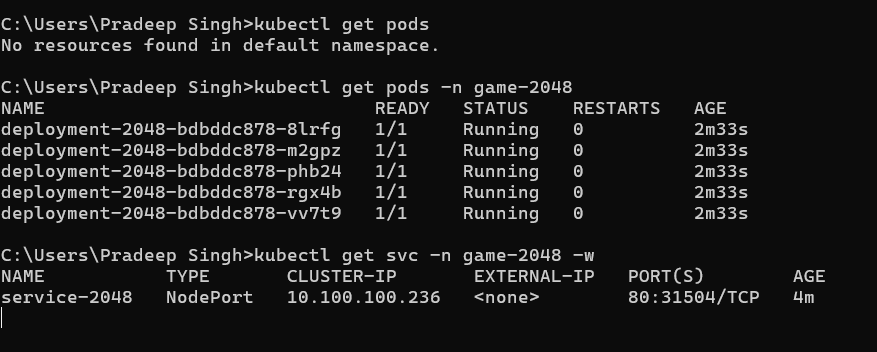 C:\Users\Pradeep Singh>kubectl get pods
No resources found in default namespace.
C:\Users\Pradeep Singh>kubectl get pods -n game-2048
NAME READY STATUS RESTARTS AGE
deployment-2048-bdbddc878-8lrfg 1/1 Running 0 2m33s
deployment-2048-bdbddc878-m2gpz 1/1 Running 0 2m33s
deployment-2048-bdbddc878-phb24 1/1 Running 0 2m33s
deployment-2048-bdbddc878-rgx4b 1/1 Running 0 2m33s
deployment-2048-bdbddc878-vv7t9 1/1 Running 0 2m33s
C:\Users\Pradeep Singh>kubectl get svc -n game-2048 -w
NAME TYPE CLUSTER-IP EXTERNAL-IP PORT(S) AGE
service-2048 NodePort 10.100.100.236 <none> 80:31504/TCP 4m